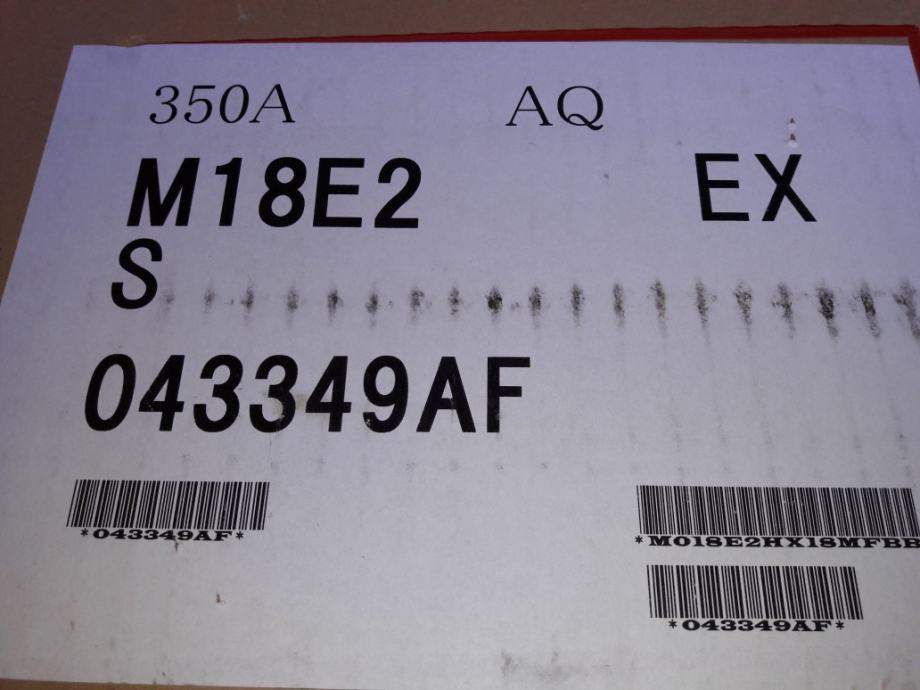 350A AQ
M18E2 EX
S
043349AF
*043349AF*
*M018E2HX18MFBB
*043349AF*